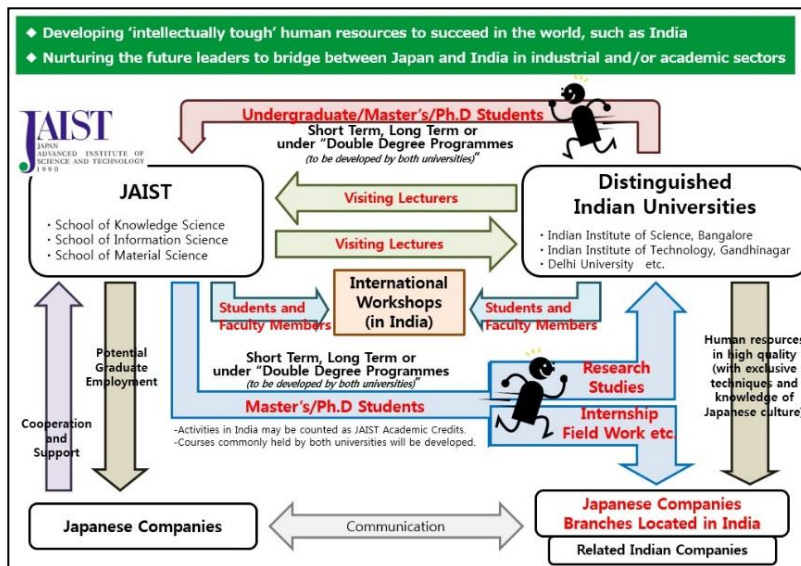 ◆ Developing ‘intellectually tough’ human resources to succeed in the world, such as India
◆ Nurturing the future leaders to bridge between Japan and India in industrial and/or academic sectors
JAIST
JAPAN
ADVANCED INSTITUTE OF
SCIENCE AND TECHNOLOGY
1990
Undergraduate/Master’s/Ph.D Students
Short Term, Long Term or
under “Double Degree Programmes
(to be developed by both universities)”
JAIST
・School of Knowledge Science
・School of Information Science
・School of Material Science
Visiting Lecturers
Visiting Lectures
Distinguished
Indian Universities
・Indian Institute of Science, Bangalore
・Indian Institute of Technology, Gandhinagar
・Delhi University etc.
Students and
Faculty Members
International
Workshops
(in India)
Students and
Faculty Members
Cooperation
and
Support
Potential
Graduate
Employment
Short Term, Long Term or
under “Double Degree Programmes
(to be developed by both universities)”
Master’s/Ph.D Students
-Activities in India may be counted as JAIST Academic Credits.
-Courses commonly held by both universities will be developed.
Research
Studies
Internship
Field Work etc.
Human resources
in high quality
(with exclusive
techniques and
knowledge of
Japanese culture)
Japanese Companies
Communication
Japanese Companies
Branches Located in India
Related Indian Companies